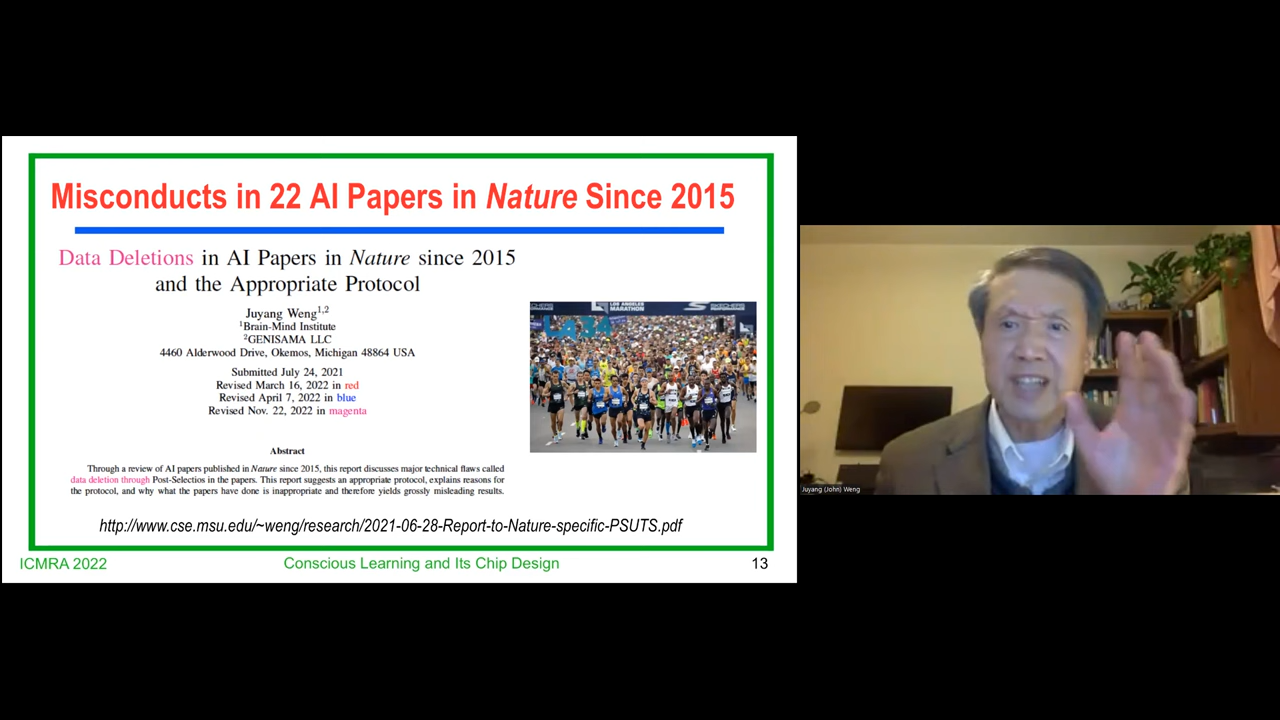 Misconducts in 22 AI Papers in Nature Since 2015
Data Deletions in AI Papers in Nature since 2015
and the Appropriate Protocol
Juyang Weng1,2
1Brain-Mind Institute
2GENISAMA LLC
4460 Alderwood Drive, Okemos, Michigan 48864 USA
Submitted July 24, 2021
Revised March 16, 2022 in red
Revised April 7, 2022 in blue
Revised Nov. 22, 2022 in magenta
Abstract
Through a review of AI papers published in Nature since 2015, this report discusses major technical flaws called
data deletion through Post-Selectios in the papers. This report suggests an appropriate protocol, explains reasons for
the protocol, and why what the papers have done is inappropriate and therefore yields grossly misleading results.
LOS ANGELES
MARATHON
SKECHERS
LA34
http://www.cse.msu.edu/~weng/research/2021-06-28-Report-to-Nature-specific-PSUTS.pdf
ICMRA 2022
Conscious Learning and Its Chip Design
13
Juyang (John) Weng